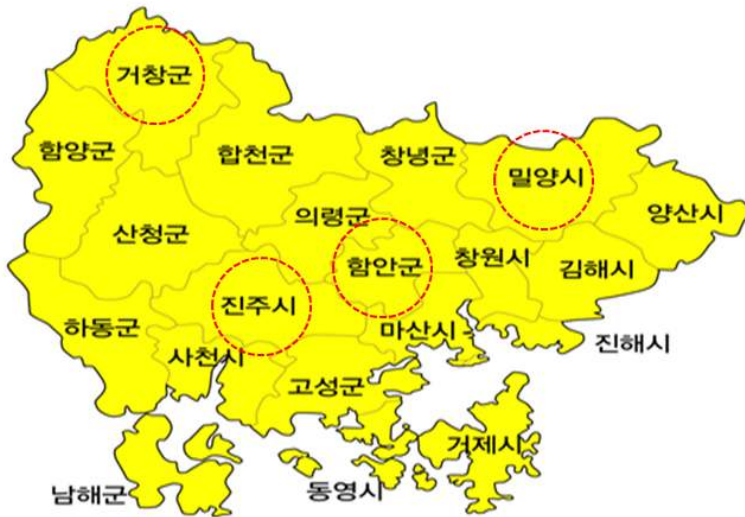 거창군
함양군
합천군
창녕군
밀양시
양산시
의령군
산청군
함안군
창원시
김해시
진주시
하동군
마산시
진해시
사천시
고성군
거제시
남해군
동영시